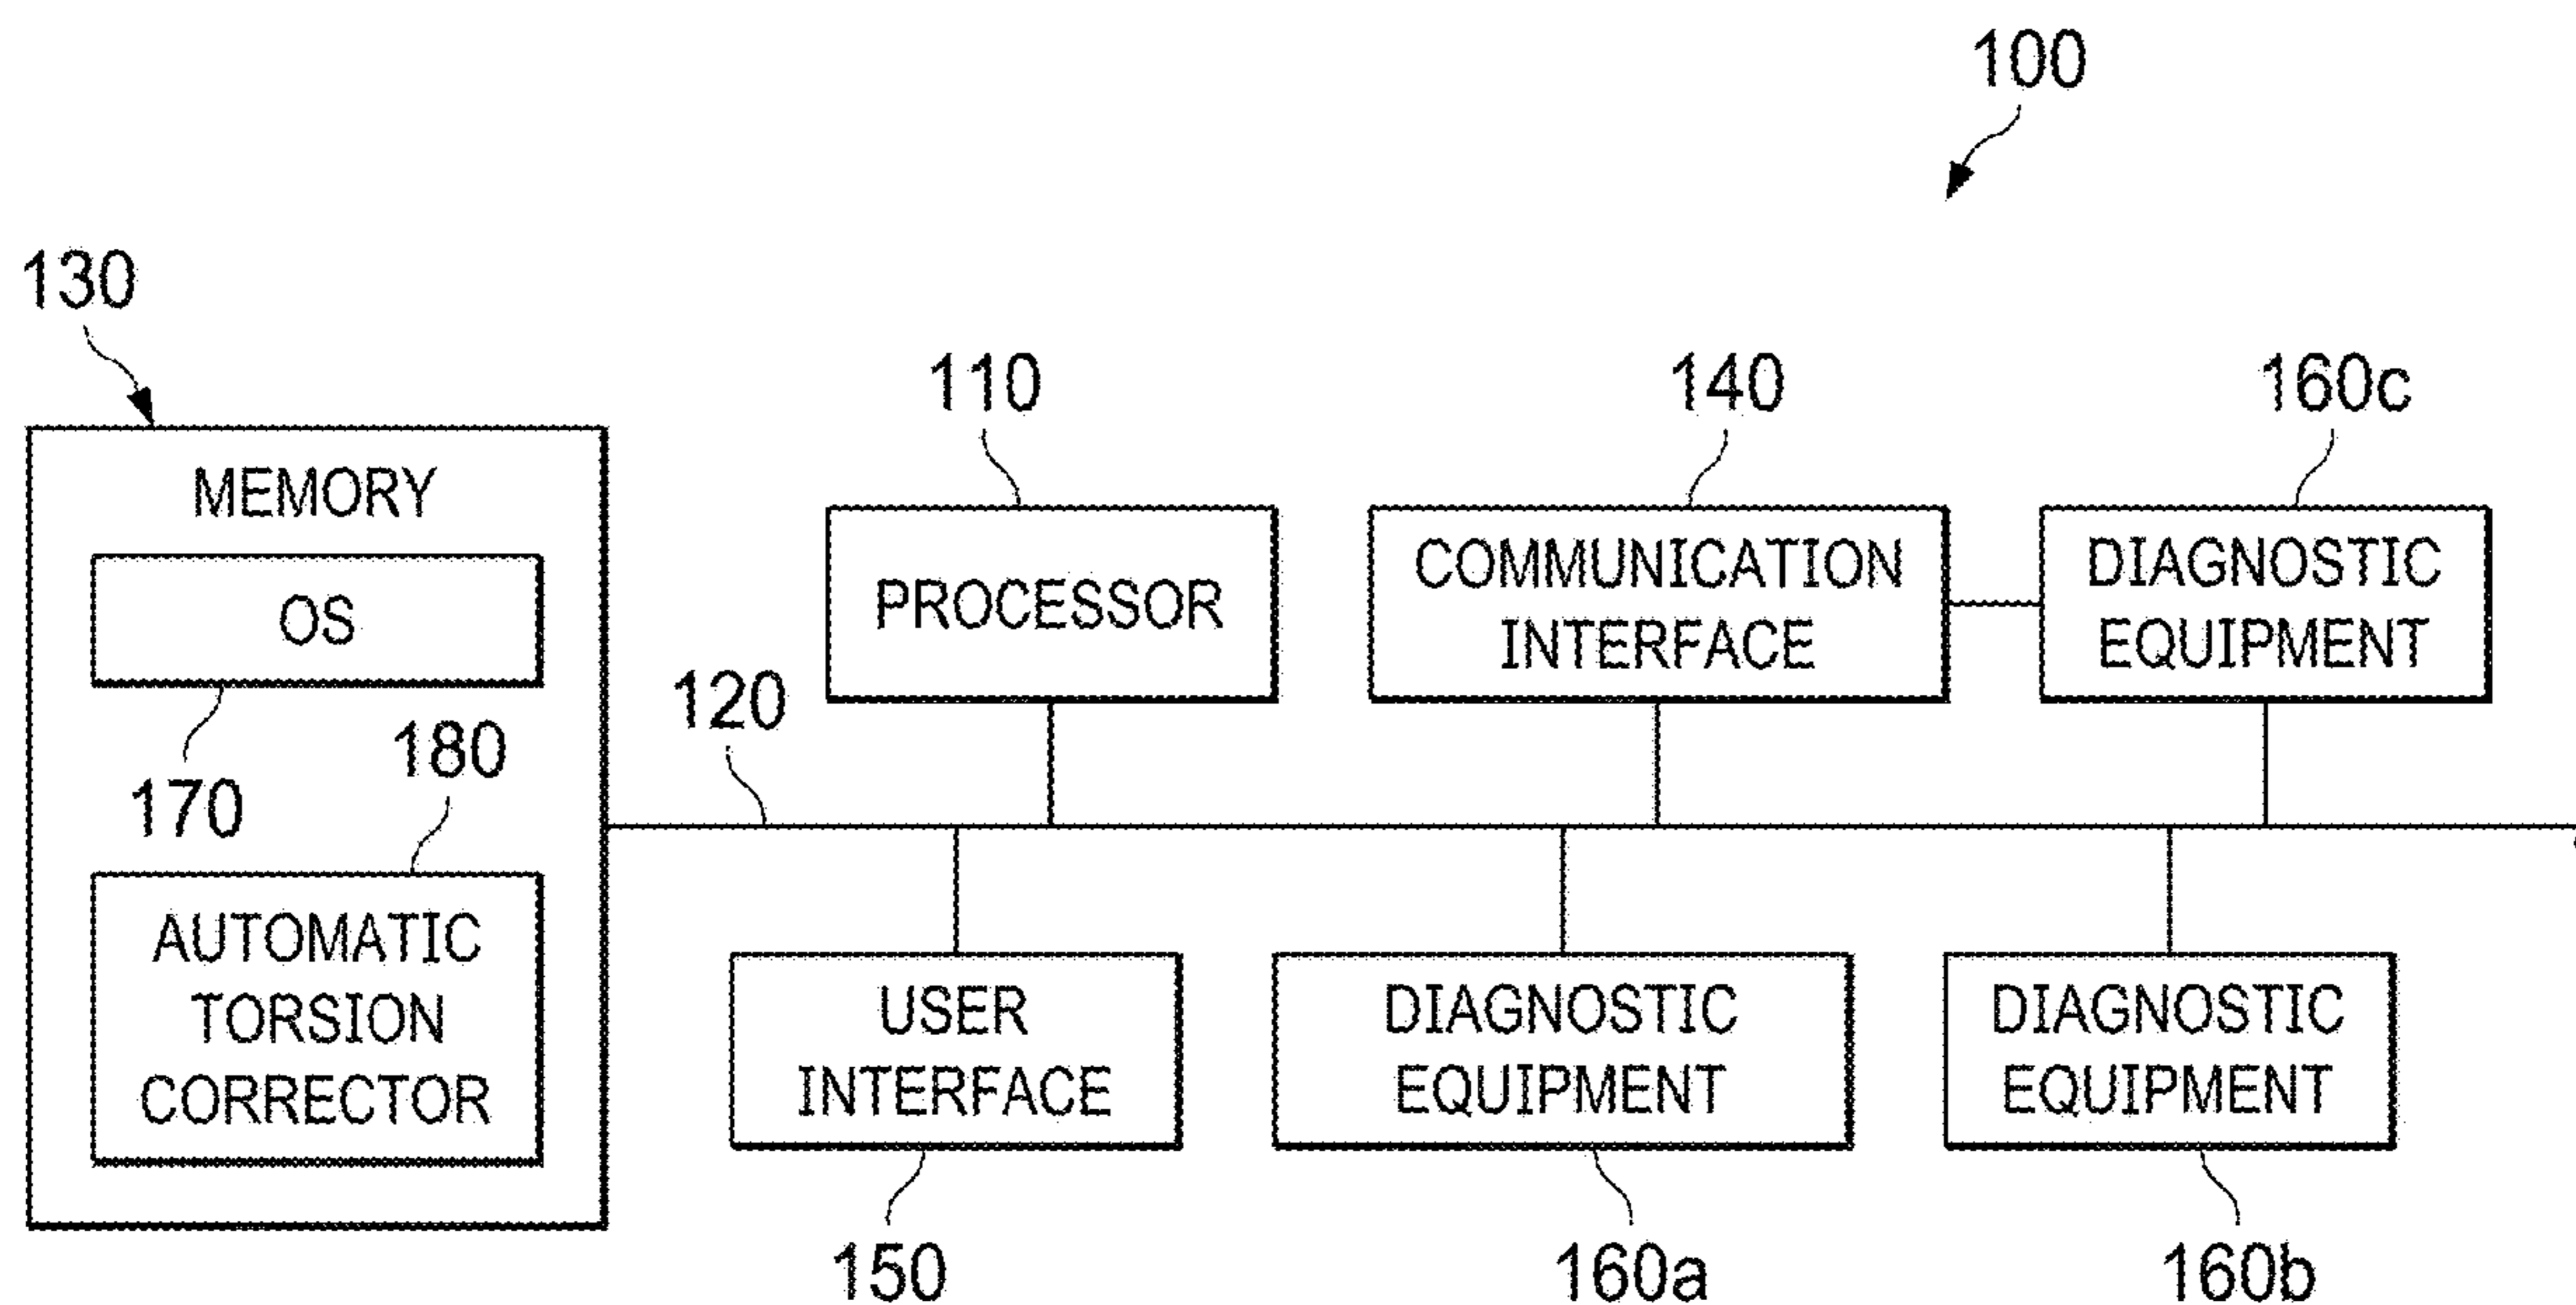 100
130
110
140
160c
MEMORY
OS
170
180
AUTOMATIC
TORSION
CORRECTOR
120
PROCESSOR
COMMUNICATION
INTERFACE
DIAGNOSTIC
EQUIPMENT
USER
INTERFACE
DIAGNOSTIC
EQUIPMENT
DIAGNOSTIC
EQUIPMENT
150
160a
160b